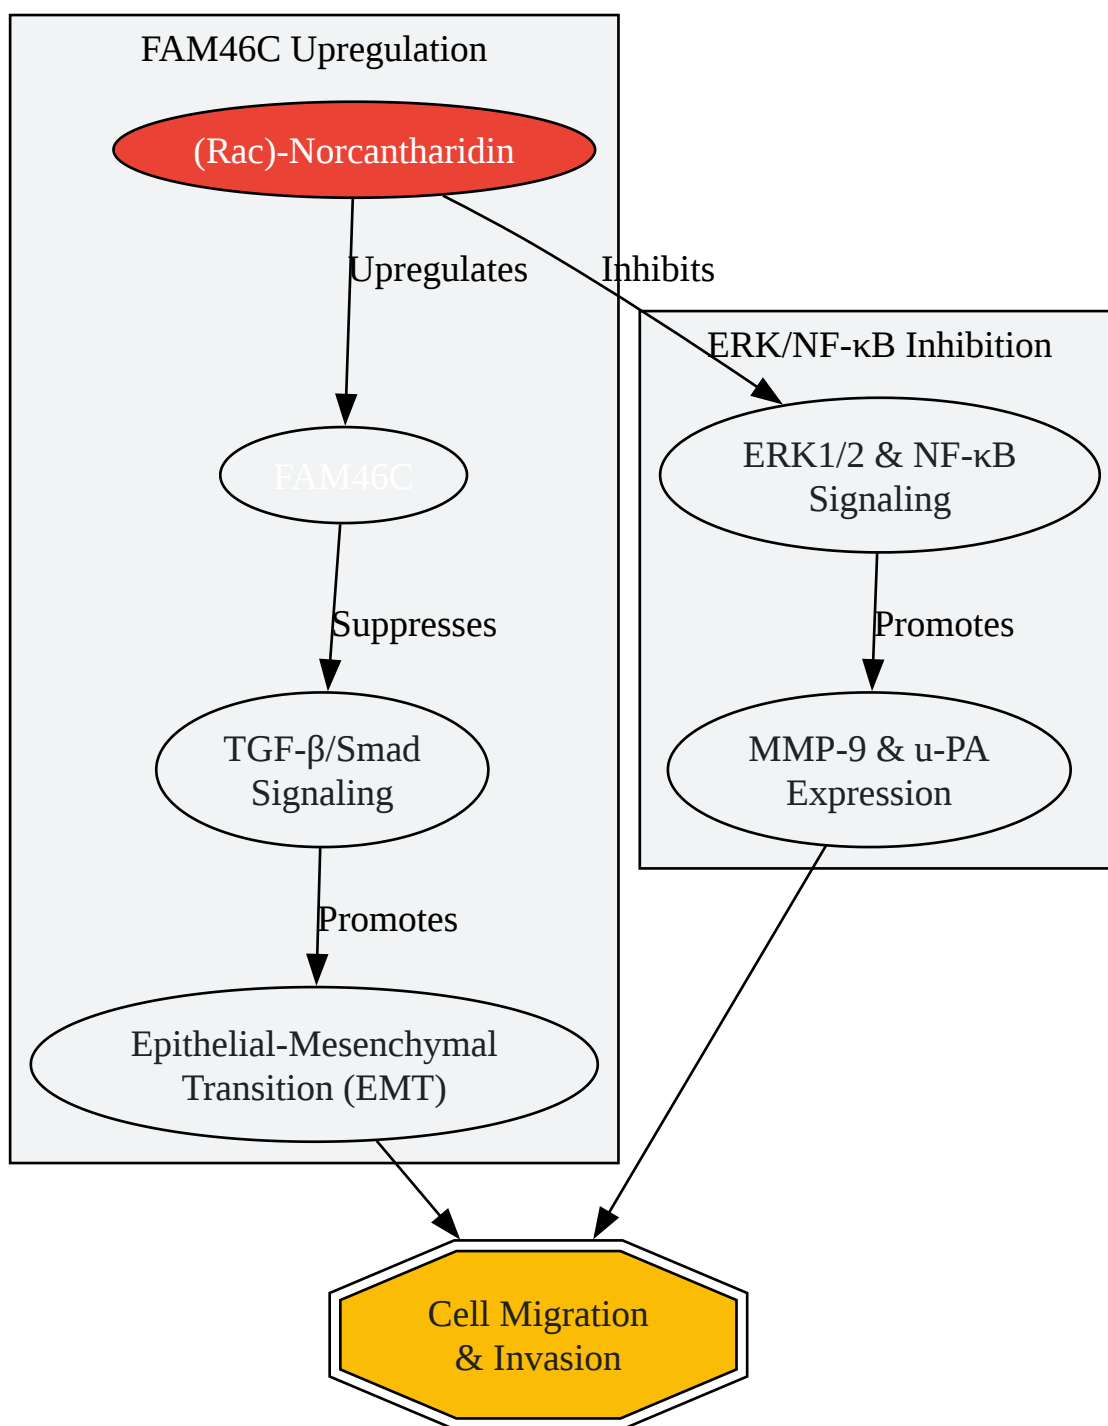 FAM46C Upregulation
(Rac)-Norcantharidin
Upregulates
Inhibits
ERK/NF-κB Inhibition
FAM46C
ERK1/2 & NF-κB
Signaling
Suppresses
Promotes
TGF-β/Smad
Signaling
MMP-9 & u-PA
Expression
Promotes
Epithelial-Mesenchymal
Transition (EMT)
Cell Migration
& Invasion